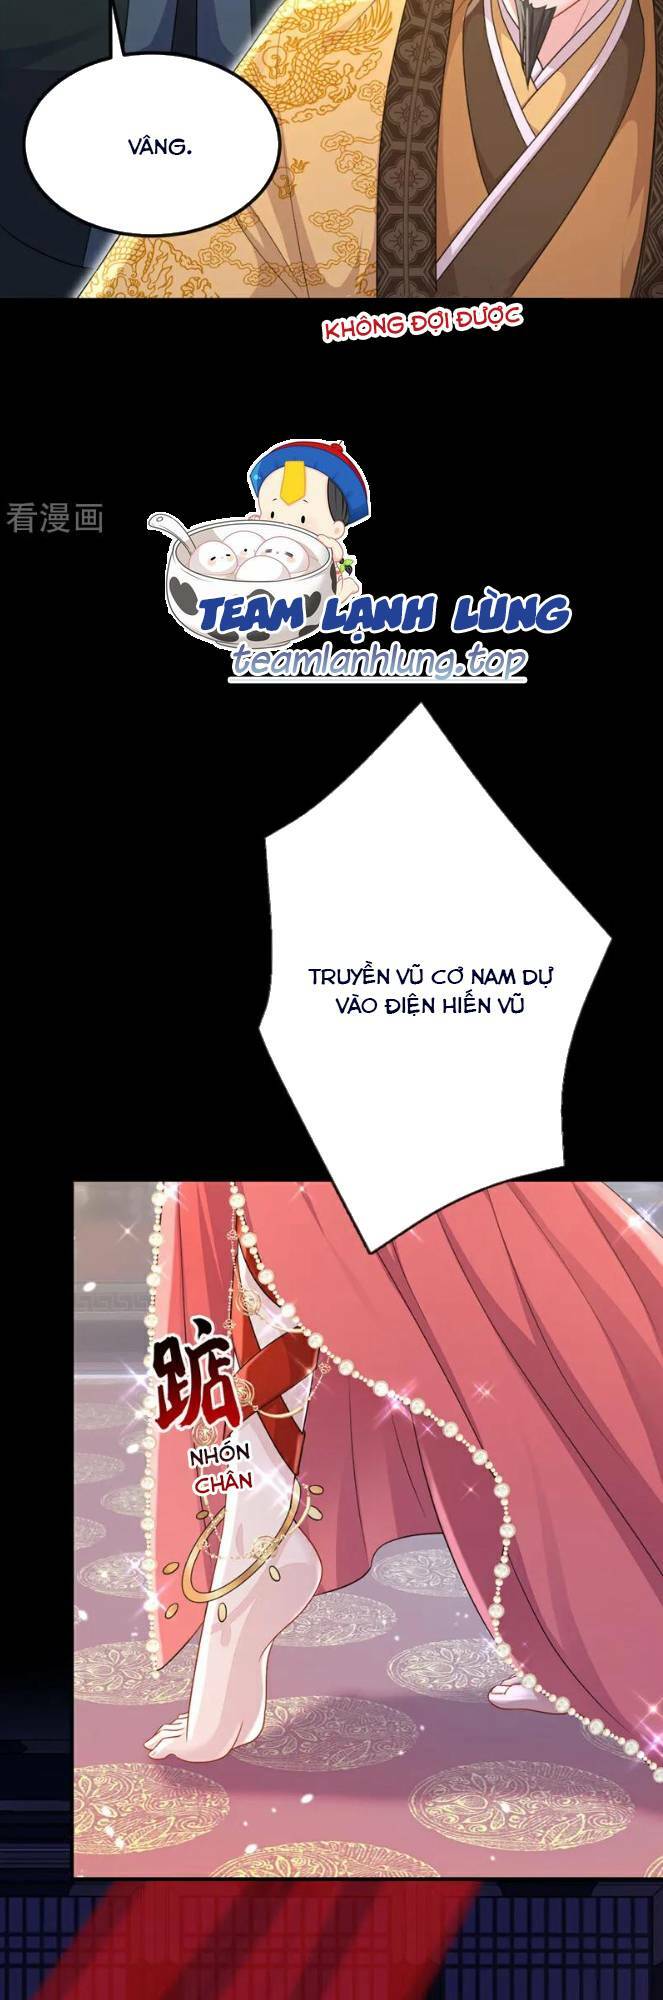 VÂNG.
KHÔNG ĐỢI ĐƯỢC
看漫画
TEAM LẠNH LÙNG
teamlanhlung.top
TRUYỀN VŨ CƠ NAM DỰ
VÀO ĐIỆN HIẾN VŨ
踮
NHÓN
CHÂN